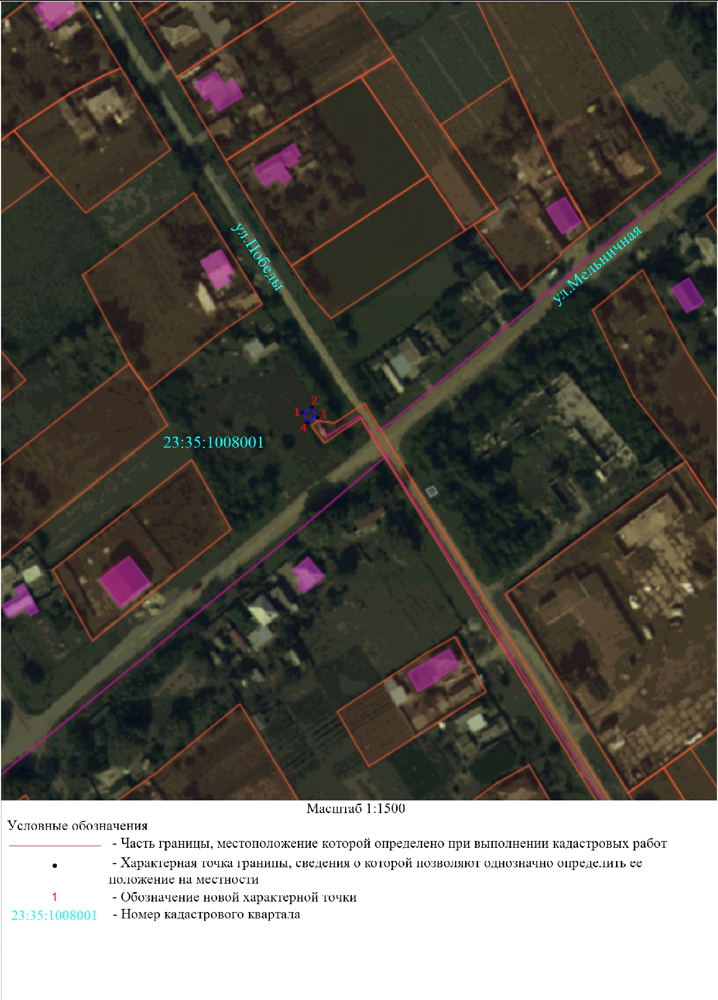 ул.Победы
ул.Мельничная
2
1
3
4
23:35:1008001
Масштаб 1:1500
Условные обозначения
- Часть границы, местоположение которой определено при выполнении кадастровых работ
- Характерная точка границы, сведения о которой позволяют однозначно определить ее
положение на местности
1 - Обозначение новой характерной точки
23:35:1008001 - Номер кадастрового квартала